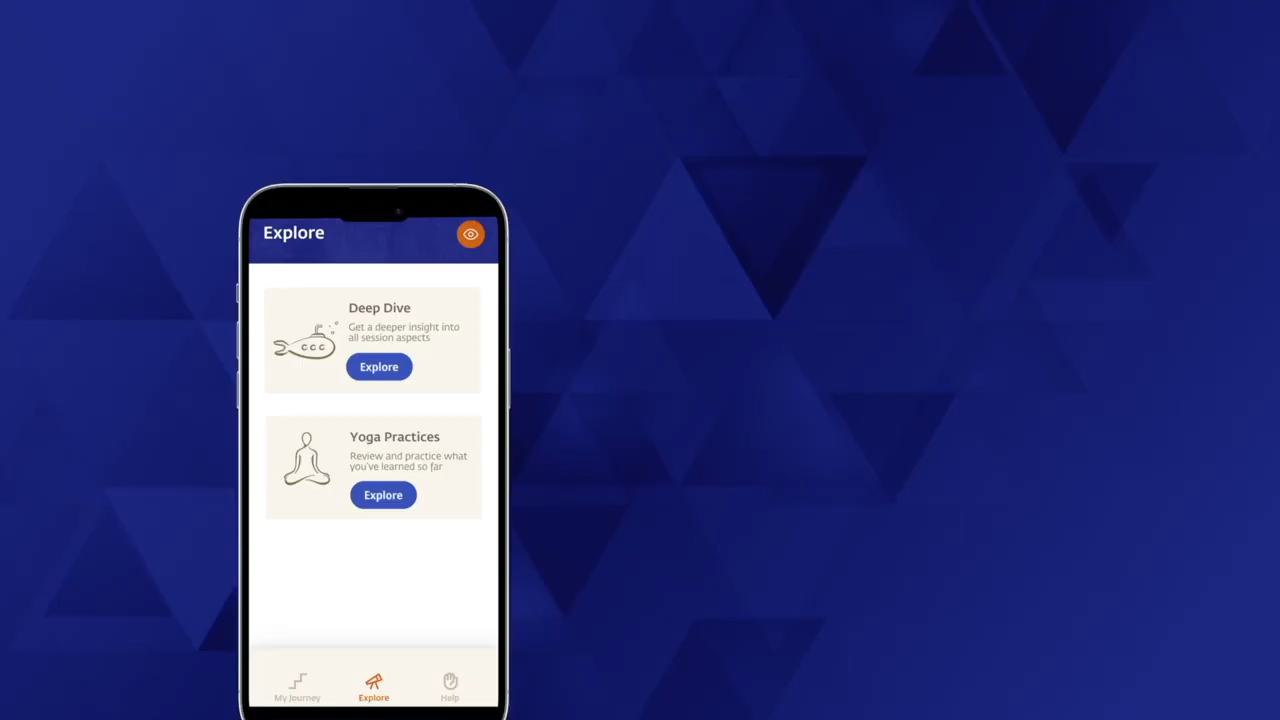 Explore
Deep Dive
Get a deeper insight into
all session aspects
Explore
Yoga Practices
Review and practice what
you've learned so far
Explore
My Journey
Explore
Help